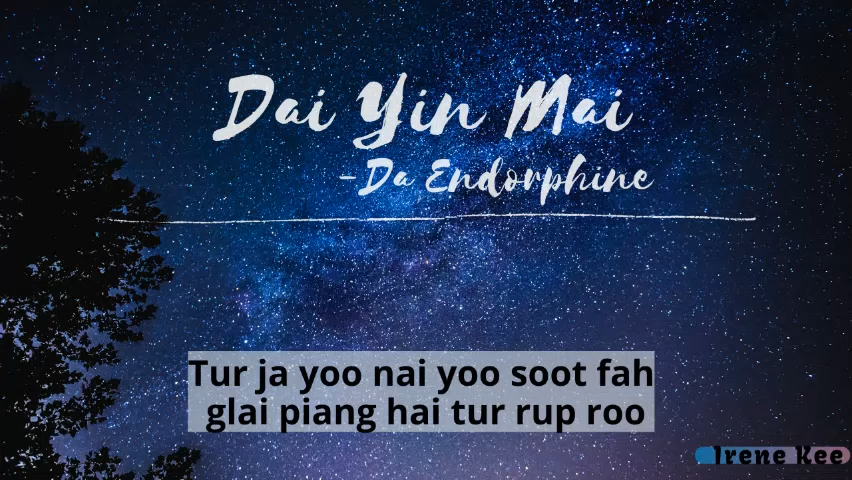 Dai Yin Mai
-Da Endorphine
Tur ja yoo nai yoo soot fah
glai piang hai tur rup roo
Irene Kee